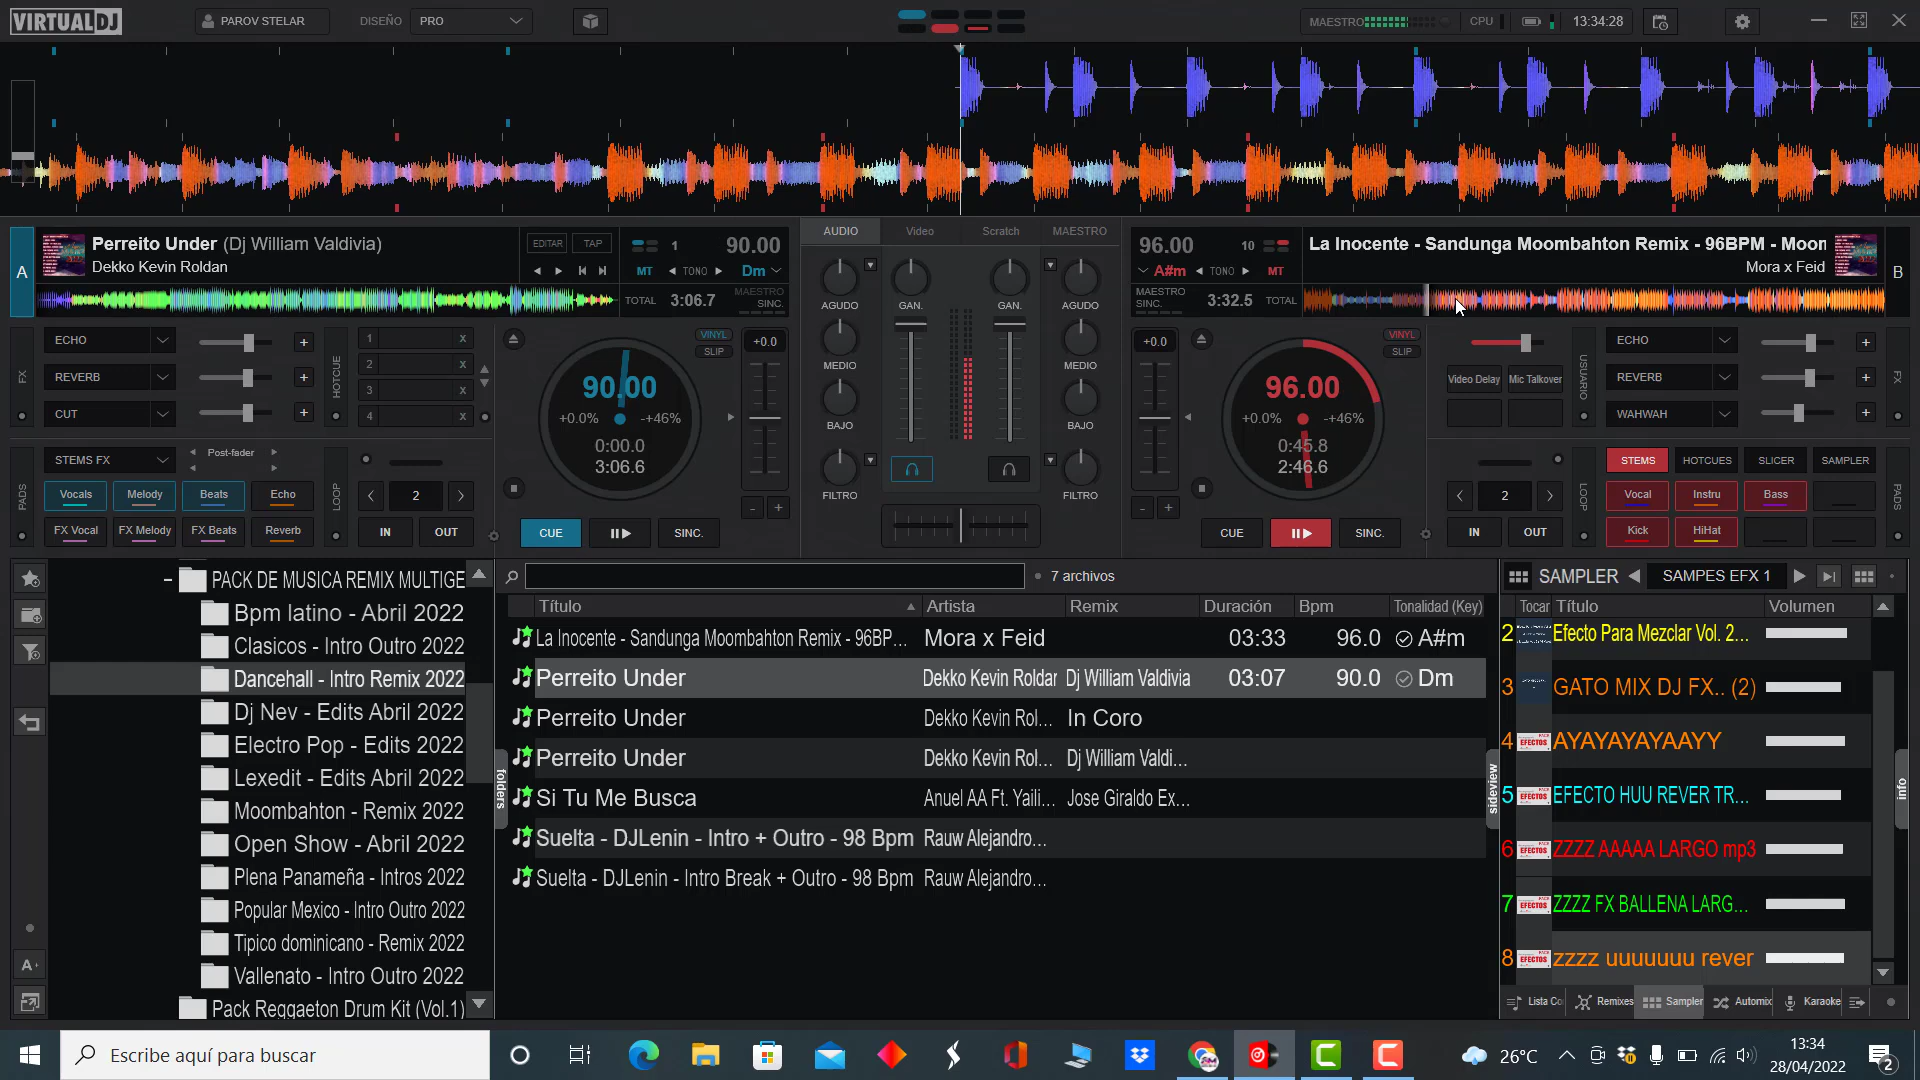 VIRTUALDJ
PAROV STELAR
DISEÑO
PRO
MAESTRO
CPU
13:34:28
A
Perreito Under (Dj William Valdivia)
Dekko Kevin Roldan
EDITAR
TAP
1
90.00
MT
TONO
Dm
TOTAL
3:06.7
MAESTRO
SINC.
AUDIO
Video
Scratch
MAESTRO
96.00
10
A#m
TONO
MT
MAESTRO
SINC.
3:32.5
TOTAL
La Inocente - Sandunga Moombahton Remix - 96BPM - Moon
Mora x Feid
B
FX
ECHO
REVERB
CUT
HOTCUE
1 x
2 x
3 x
4 x
VINYL
SLIP
90.00
+0.0% -+46%
0:00.0
3:06.6
+0.0
AGUDO
MEDIO
BAJO
FILTRO
GAN.
GAN.
AGUDO
MEDIO
BAJO
FILTRO
+0.0
VINYL
SLIP
96.00
+0.0% -+46%
0:45.8
2:46.6
Video Delay
Mic Talkover
USUARIO
ECHO
REVERB
WAHWAH
FX
PADS
STEMS FX
Post-fader
Vocals
Melody
Beats
Echo
FX Vocal
FX Melody
FX Beats
Reverb
LOOP
2
IN
OUT
CUE
SINC.
- +
- +
CUE
SINC.
2
IN
OUT
LOOP
STEMS
HOTCUES
SLICER
SAMPLER
Vocal
Instru
Bass
Kick
HiHat
PADS
PACK DE MUSICA REMIX MULTIGE
Bpm latino - Abril 2022
Clasicos - Intro Outro 2022
Dancehall - Intro Remix 2022
Dj Nev - Edits Abril 2022
Electro Pop - Edits 2022
Lexedit - Edits Abril 2022
Moombahton - Remix 2022
Open Show - Abril 2022
Plena Panameña - Intros 2022
Popular Mexico - Intro Outro 2022
Tipico dominicano - Remix 2022
Vallenato - Intro Outro 2022
Pack Reggaeton Drum Kit (Vol.1)
A+
folders
7 archivos
Título Artista Remix Duración Bpm Tonalidad (Key)
La Inocente - Sandunga Moombahton Remix - 96BP... Mora x Feid 03:33 96.0 A#m
Perreito Under Dekko Kevin Roldar Dj William Valdivia 03:07 90.0 Dm
Perreito Under Dekko Kevin Rol... In Coro
Perreito Under Dekko Kevin Rol... Dj William Valdi...
Si Tu Me Busca Anuel AA Ft. Yaili... Jose Giraldo Ex...
Suelta - DJLenin - Intro + Outro - 98 Bpm Rauw Alejandro...
Suelta - DJLenin - Intro Break + Outro - 98 Bpm Rauw Alejandro...
sideview
SAMPLER
SAMPES EFX 1
Tocar Título Volumen
2 Efecto Para Mezclar Vol. 2...
3 GATO MIX DJ FX.. (2)
4 EFECTOS AYAYAYAYAAYY
5 EFECTOS EFECTO HUU REVER TR...
6 EFECTOS ZZZZ AAAAA LARGO mp3
7 EFECTOS ZZZZ FX BALLENA LARG...
8 EFECTOS zzzz uuuuuuu rever
info
Lista Co
Remixes
Sampler
Automix
Karaoke
Escribe aquí para buscar
26°C
13:34
28/04/2022
2